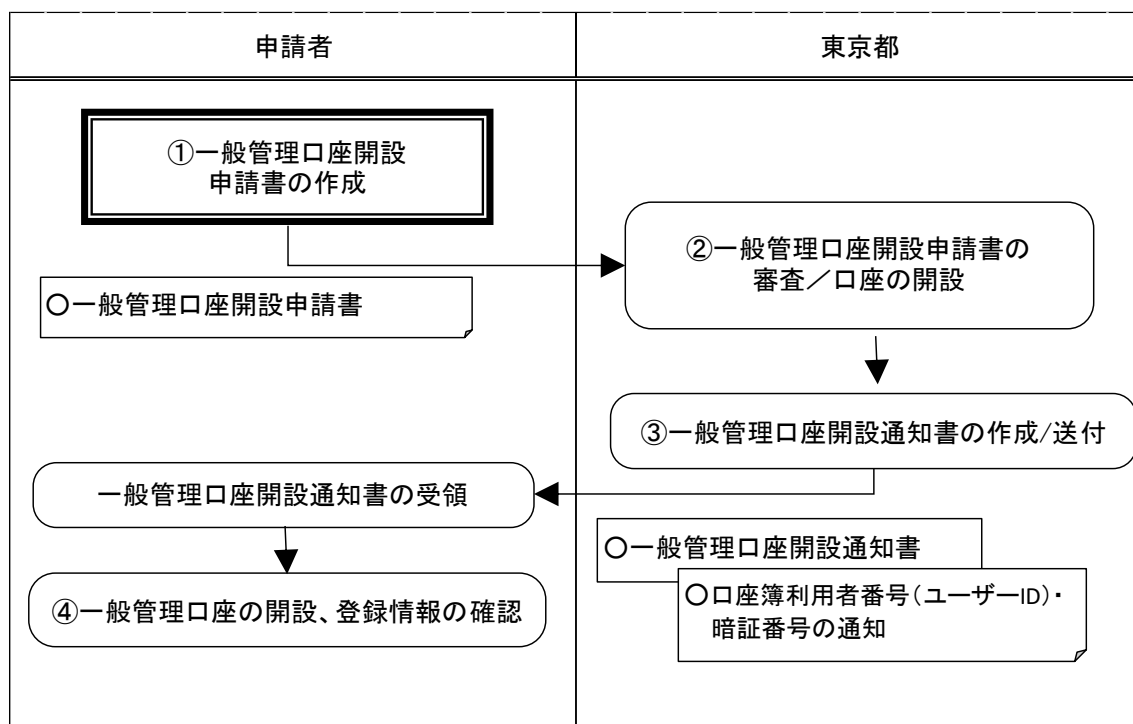 申請者
東京都
①一般管理口座開設
申請書の作成
②一般管理口座開設申請書の
審査／口座の開設
〇一般管理口座開設申請書
③一般管理口座開設通知書の作成/送付
一般管理口座開設通知書の受領
〇一般管理口座開設通知書
〇口座簿利用者番号（ユーザーID）・
暗証番号の通知
④一般管理口座の開設、登録情報の確認